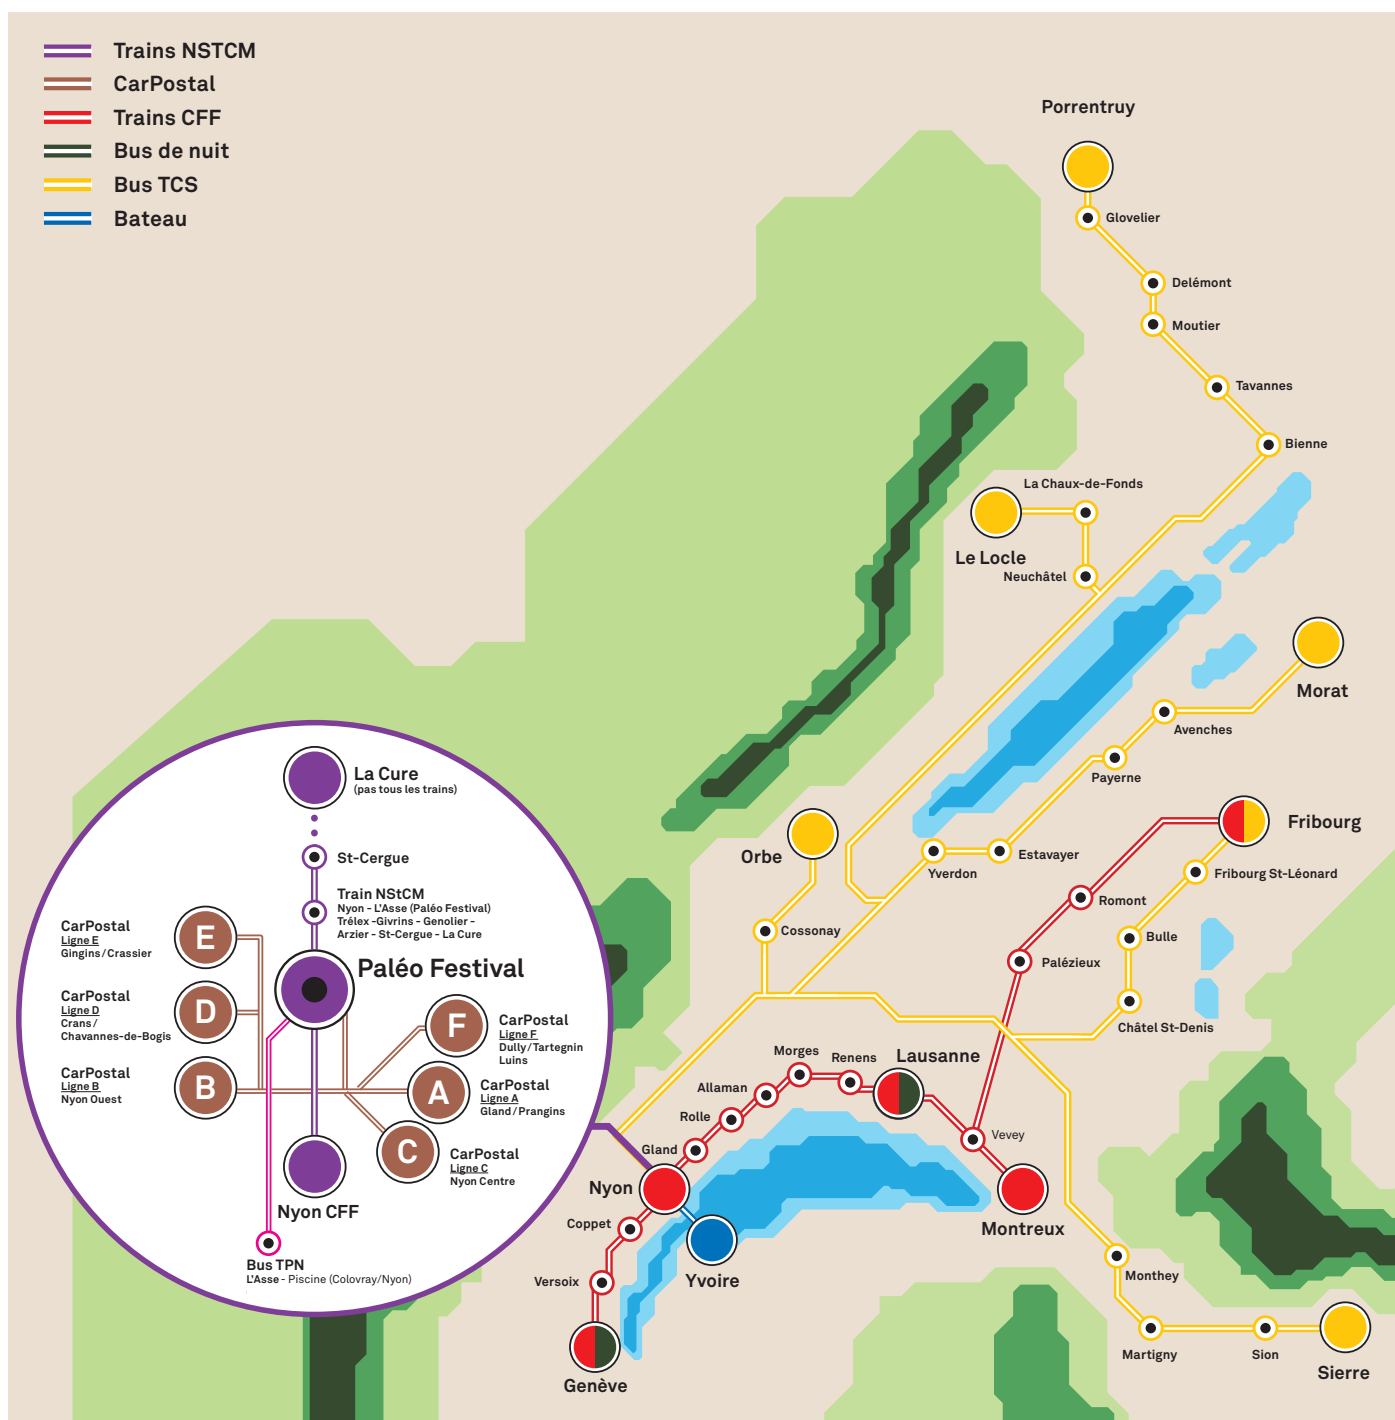 Trains NSTCM
CarPostal
Trains CFF
Bus de nuit
Bus TCS
Bateau
Porrentruy
Glovelier
Delémont
Moutier
Tavannes
Bienne
La Chaux-de-Fonds
Le Locle
Neuchâtel
Morat
Avenches
Payerne
Estavayer
Yverdon
Orbe
Cossonay
Fribourg
Fribourg St-Léonard
Romont
Bulle
Palézieux
Châtel St-Denis
La Cure
(pas tous les trains)
St-Cergue
Train NStCM
Nyon - L'Asse (Paléo Festival)
Trélex -Givrins - Genolier -
Arzier - St-Cergue - La Cure
Paléo Festival
E
CarPostal
Ligne E
Gingins/Crassier
D
CarPostal
Ligne D
Crans/
Chavannes-de-Bogis
B
CarPostal
Ligne B
Nyon Ouest
F
CarPostal
Ligne F
Dully/Tartegnin
Luins
A
CarPostal
Ligne A
Gland/Prangins
C
CarPostal
Ligne C
Nyon Centre
Nyon CFF
Bus TPN
L'Asse - Piscine (Colovray/Nyon)
Morges
Renens
Lausanne
Allaman
Rolle
Gland
Vevey
Nyon
Montreux
Coppet
Yvoire
Versoix
Genève
Monthey
Martigny
Sion
Sierre